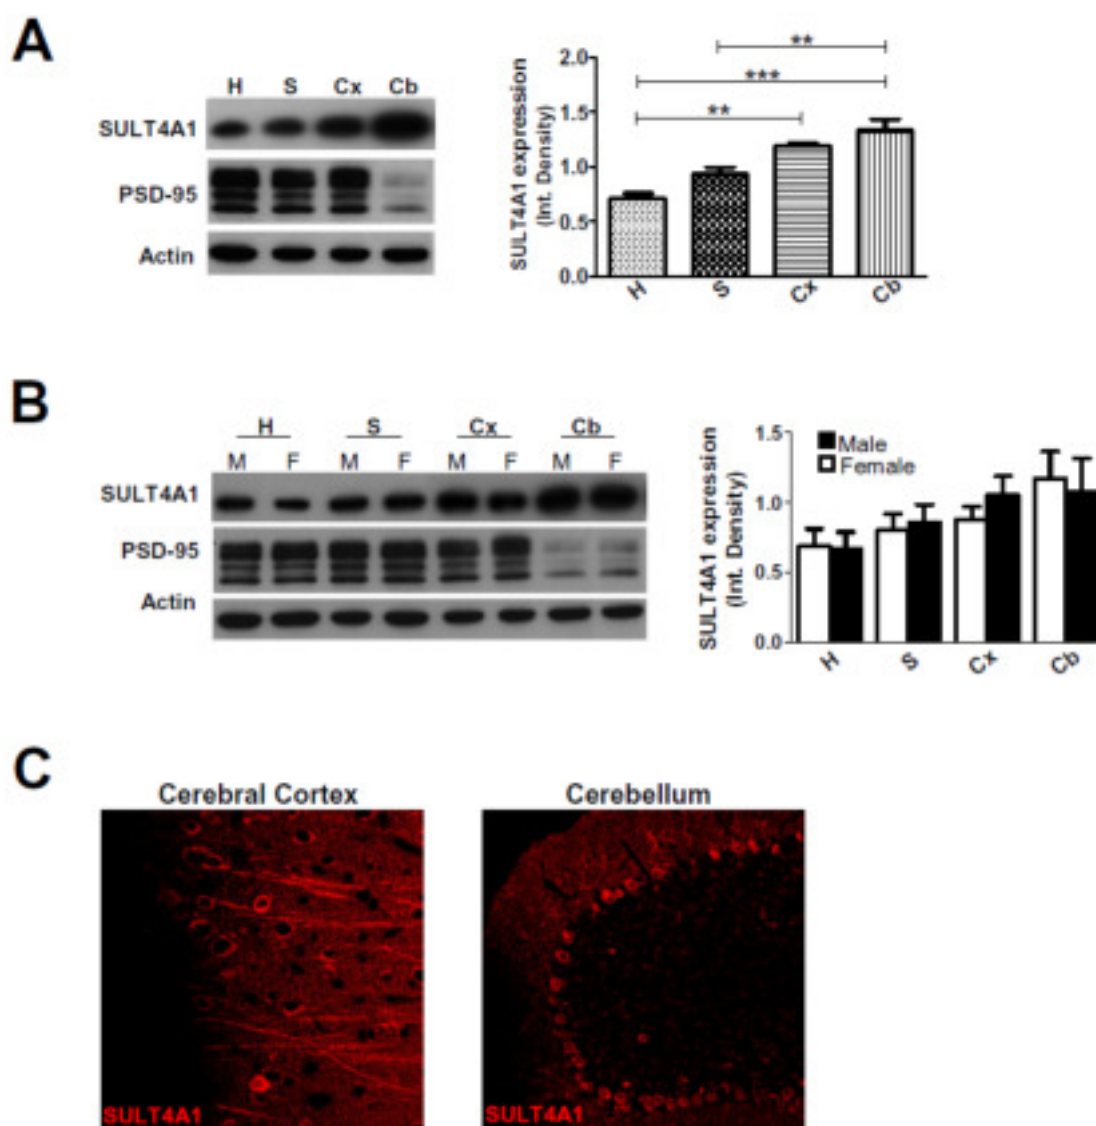 A
H S Cx Cb
SULT4A1
PSD-95
Actin
SULT4A1 expression
(Int. Density)
2.0
1.5
1.0
0.5
0.0
**
***
**
H S Cx Cb
B
H S Cx Cb
M F M F M F M F
SULT4A1
PSD-95
Actin
SULT4A1 expression
(Int. Density)
1.5
1.0
0.5
0.0
Male
Female
H S Cx Cb
C
Cerebral Cortex
SULT4A1
Cerebellum
SULT4A1